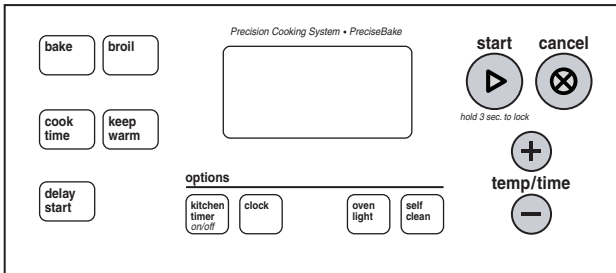 Precision Cooking System • PreciseBake
bake
broil
start
cancel
hold 3 sec. to lock
cook
time
keep
warm
temp/time
options
delay
start
kitchen
timer
on/off
clock
oven
light
self
clean